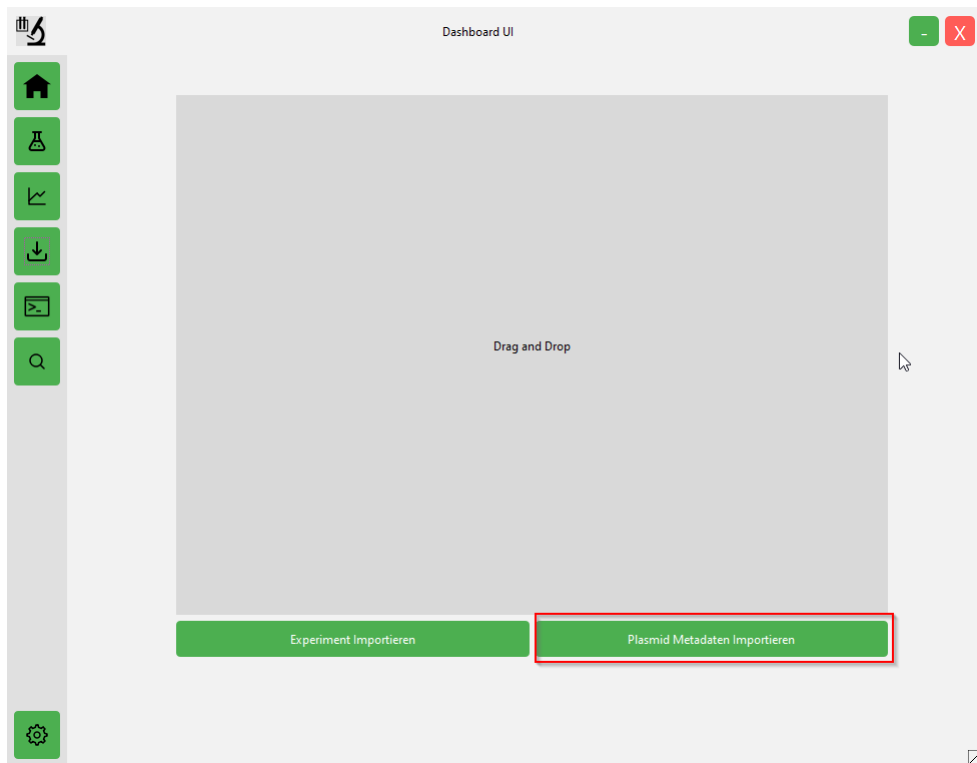 Dashboard UI
-
X
>_
Drag and Drop
Experiment Importieren
Plasmid Metadaten Importieren